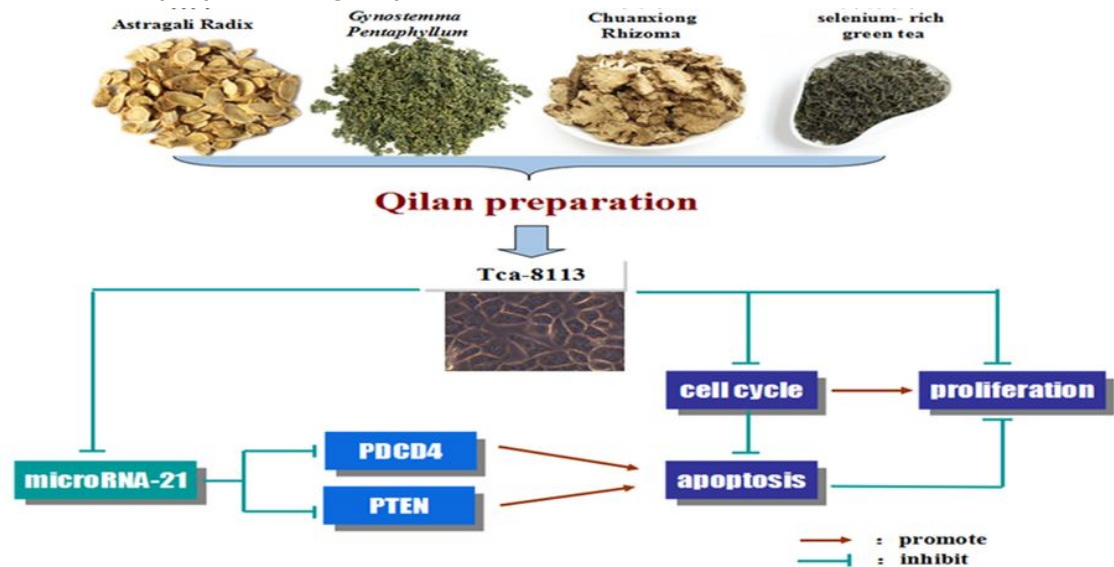 Astragali Radix
Gynostemma
Pentaphyllum
Chuanxiong
Rhizoma
selenium- rich
green tea
Qilan preparation
Tca-8113
cell cycle
proliferation
PDCD4
microRNA-21
apoptosis
PTEN
: promote
: inhibit